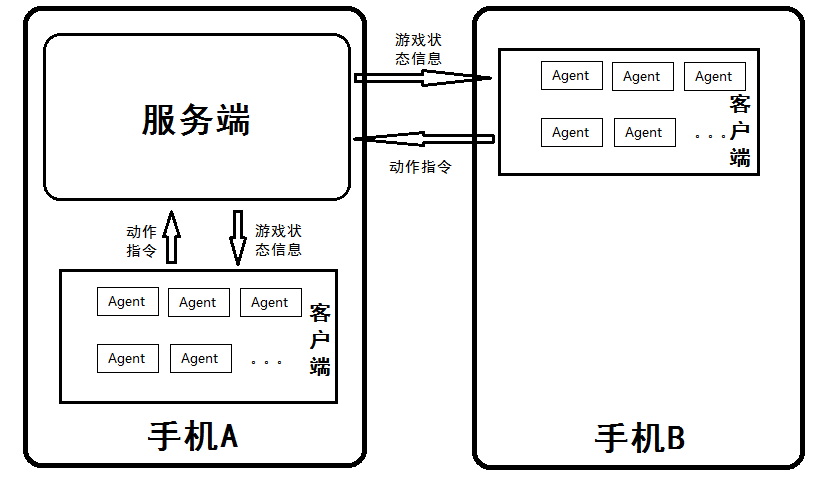 服务端
游戏状
态信息
动作指令
Agent Agent Agent
Agent Agent 。。。
客户端
动作
指令
游戏状
态信息
Agent Agent Agent
Agent Agent 。。。
客户端
手机A
手机B